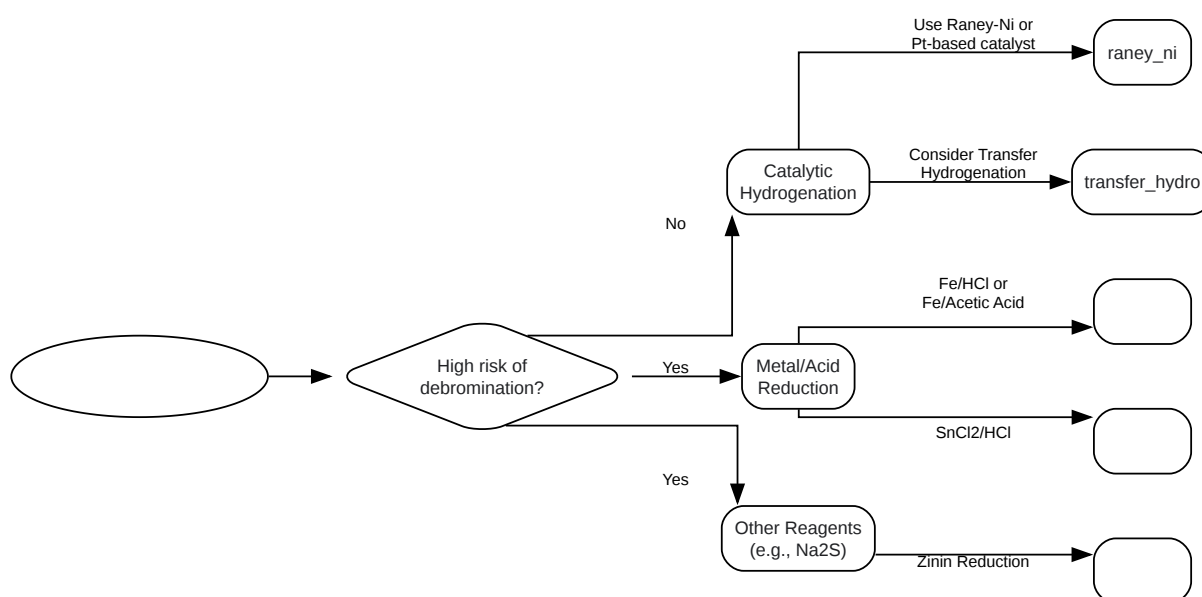 Use Raney-Ni or
Pt-based catalyst
raney_ni
Catalytic
Hydrogenation
Consider Transfer
Hydrogenation
transfer_hydro
No
Fe/HCl or
Fe/Acetic Acid
High risk of
debromination?
Yes
Metal/Acid
Reduction
SnCl2/HCl
Yes
Other Reagents
(e.g., Na2S)
Zinin Reduction